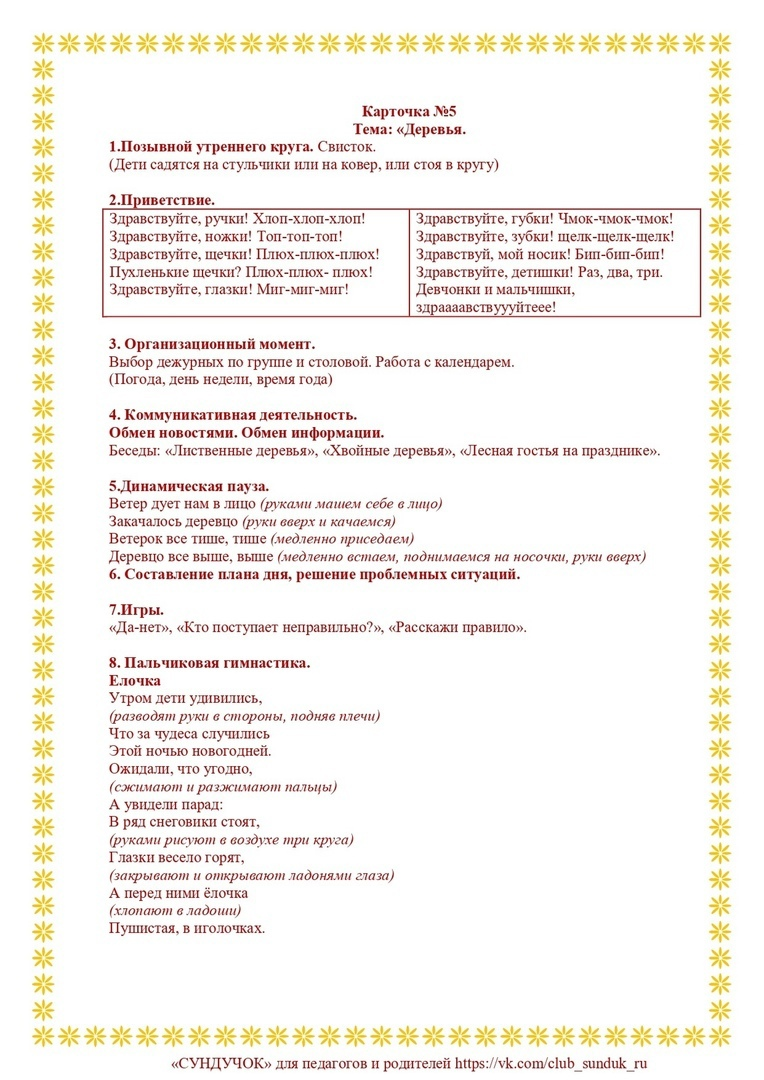 Карточка №5
Тема: «Деревья.
1.Позывной утреннего круга. Свисток.
(Дети садятся на стульчики или на ковер, или стоя в кругу)
2.Приветствие.
Здравствуйте, ручки! Хлоп-хлоп-хлоп!
Здравствуйте, ножки! Топ-топ-топ!
Здравствуйте, щечки! Плюх-плюх-плюх!
Пухленькие щечки? Плюх-плюх- плюх!
Здравствуйте, глазки! Миг-миг-миг!
Здравствуйте, губки! Чмок-чмок-чмок!
Здравствуйте, зубки! щелк-щелк-щелк!
Здравствуй, мой носик! Бип-бип-бип!
Здравствуйте, детишки! Раз, два, три.
Девчонки и мальчишки,
здраааавствуууйтеее!
3. Организационный момент.
Выбор дежурных по группе и столовой. Работа с календарем.
(Погода, день недели, время года)
4. Коммуникативная деятельность.
Обмен новостями. Обмен информации.
Беседы: «Лиственные деревья», «Хвойные деревья», «Лесная гостья на празднике».
5.Динамическая пауза.
Ветер дует нам в лицо (руками машем себе в лицо)
Закачалось деревцо (руки вверх и качаемся)
Ветерок все тише, тише (медленно приседаем)
Деревцо все выше, выше (медленно встаем, поднимаемся на носочки, руки вверх)
6. Составление плана дня, решение проблемных ситуаций.
7.Игры.
«Да-нет», «Кто поступает неправильно?», «Расскажи правило».
8. Пальчиковая гимнастика.
Елочка
Утром дети удивились,
(разводят руки в стороны, подняв плечи)
Что за чудеса случились
Этой ночью новогодней.
Ожидали, что угодно,
(сжимают и разжимают пальцы)
А увидели парад:
В ряд снеговики стоят,
(руками рисуют в воздухе три круга)
Глазки весело горят,
(закрывают и открывают ладонями глаза)
А перед ними ёлочка
(хлопают в ладоши)
Пушистая, в иголочках.
«СУНДУЧОК» для педагогов и родителей https://vk.com/club_sunduk_ru